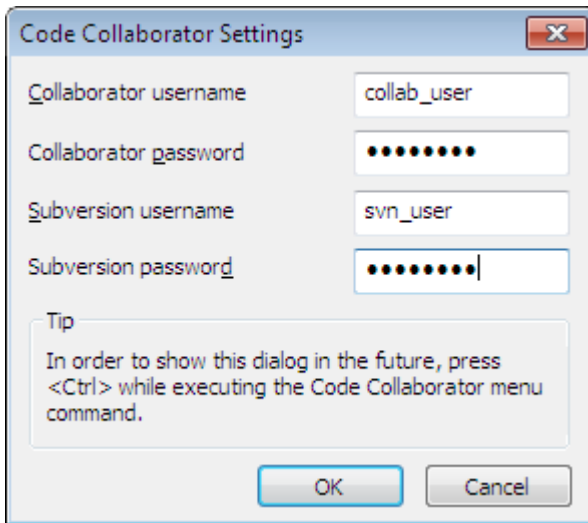 Code Collaborator Settings
Collaborator username
collab_user
Collaborator password
●●●●●●●●
Subversion username
svn_user
Subversion password
●●●●●●●●
Tip
In order to show this dialog in the future, press
<Ctrl> while executing the Code Collaborator menu
command.
OK
Cancel